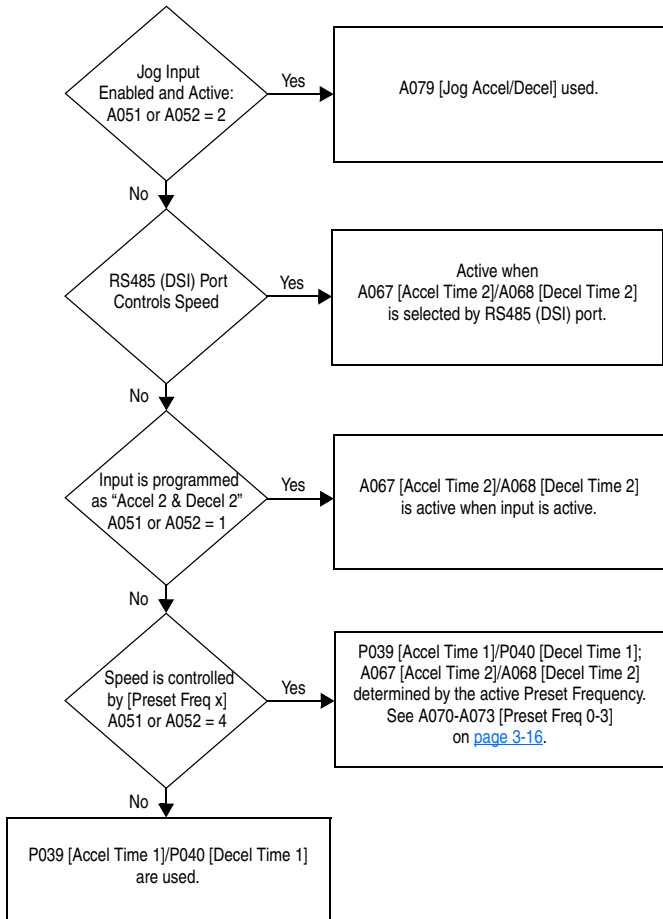 Jog Input
Enabled and Active:
A051 or A052 = 2
Yes
A079 [Jog Accel/Decel] used.
No
RS485 (DSI) Port
Controls Speed
Yes
Active when
A067 [Accel Time 2]/A068 [Decel Time 2]
is selected by RS485 (DSI) port.
No
Input is programmed
as “Accel 2 & Decel 2”
A051 or A052 = 1
Yes
A067 [Accel Time 2]/A068 [Decel Time 2]
is active when input is active.
No
Speed is controlled
by [Preset Freq x]
A051 or A052 = 4
Yes
P039 [Accel Time 1]/P040 [Decel Time 1];
A067 [Accel Time 2]/A068 [Decel Time 2]
determined by the active Preset Frequency.
See A070-A073 [Preset Freq 0-3]
on page 3-16.
No
P039 [Accel Time 1]/P040 [Decel Time 1]
are used.